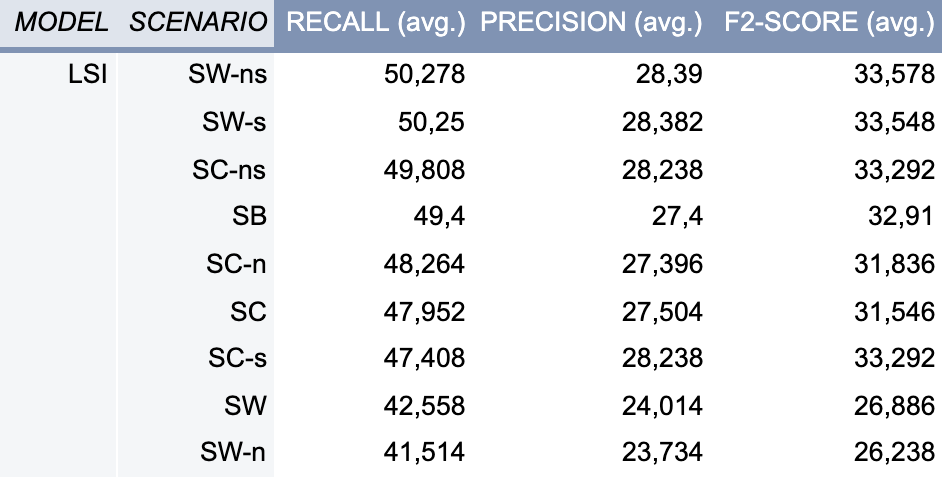 MODEL SCENARIO RECALL (avg.) PRECISION (avg.) F2-SCORE (avg.)
LSI SW-ns 50,278 28,39 33,578
SW-s 50,25 28,382 33,548
SC-ns 49,808 28,238 33,292
SB 49,4 27,4 32,91
SC-n 48,264 27,396 31,836
SC 47,952 27,504 31,546
SC-s 47,408 28,238 33,292
SW 42,558 24,014 26,886
SW-n 41,514 23,734 26,238